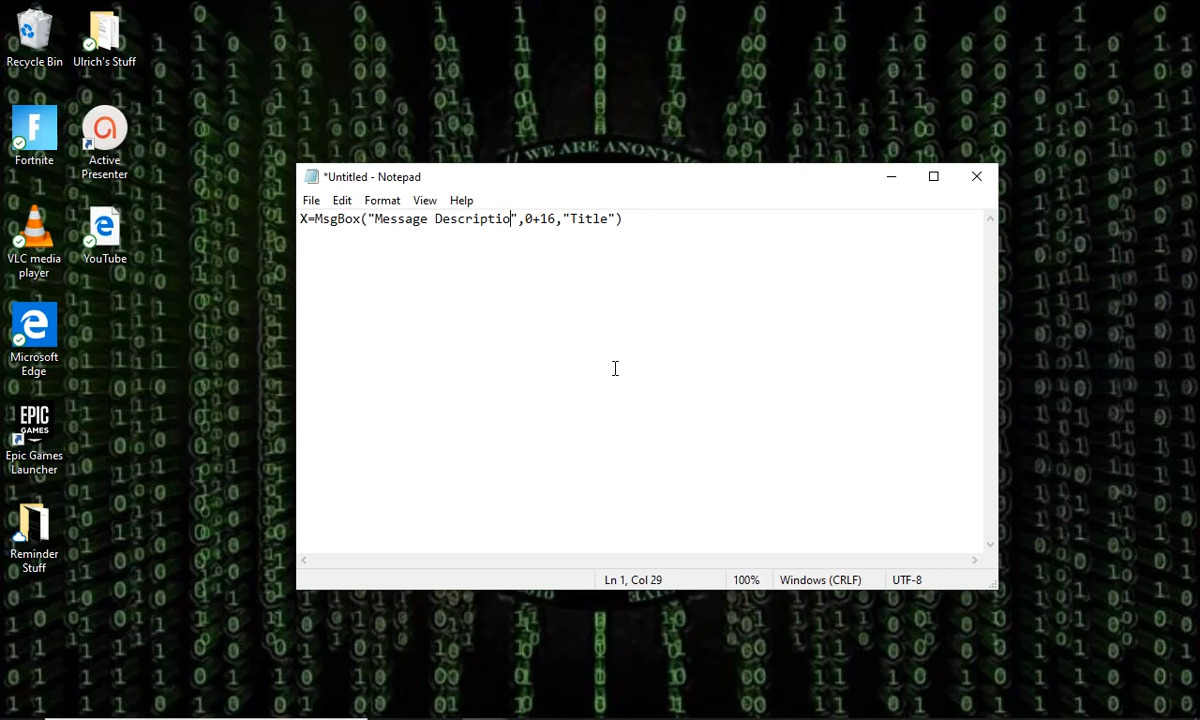 Recycle Bin
Ulrich's Stuff
Fortnite
Active
Presenter
VLC media
player
YouTube
Microsoft
Edge
EPIC
GAMES
Epic Games
Launcher
Reminder
Stuff
WE ARE ANONYMO
*Untitled - Notepad
File Edit Format View Help
X=MsgBox("Message Descriptio",0+16,"Title")
Ln 1, Col 29 100% Windows (CRLF) UTF-8